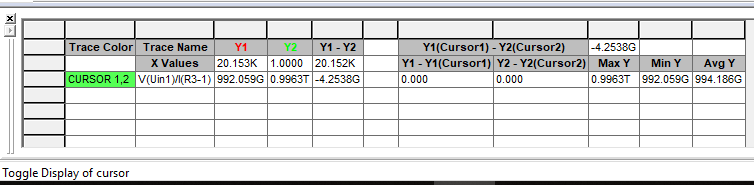 Trace Color Trace Name Y1 Y2 Y1 - Y2 Y1(Cursor1) - Y2(Cursor2) -4.2538G
X Values 20.153K 1.0000 20.152K Y1 - Y1(Cursor1) Y2 - Y2(Cursor2) Max Y Min Y Avg Y
CURSOR 1,2 V(Uin1)/I(R3-1) 992.059G 0.9963T -4.2538G 0.000 0.000 0.9963T 992.059G 994.186G
Toggle Display of cursor